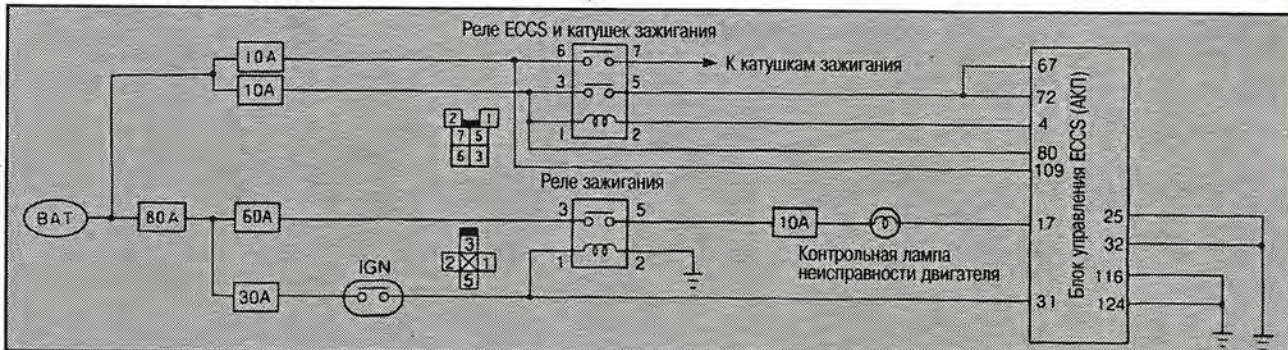 Реле ECCS и катушек зажигания
10A
10A
6 7
К катушкам зажигания
3 5
1 2
2 1
7 5
6 3
67
72
4
80
109
Блок управления ECCS (АКП)
Реле зажигания
BAT
80A
60A
3 5
10A
17
25
32
Контрольная лампа
неисправности двигателя
3
2 1
5
1 2
IGN
30A
31
116
124